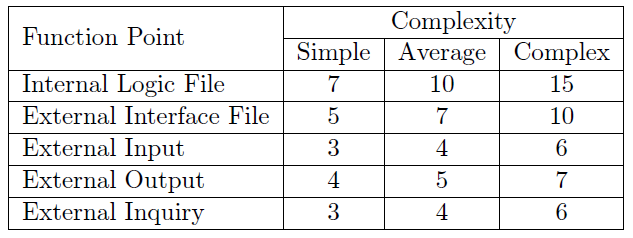 Function Point Complexity
Simple Average Complex
Internal Logic File 7 10 15
External Interface File 5 7 10
External Input 3 4 6
External Output 4 5 7
External Inquiry 3 4 6